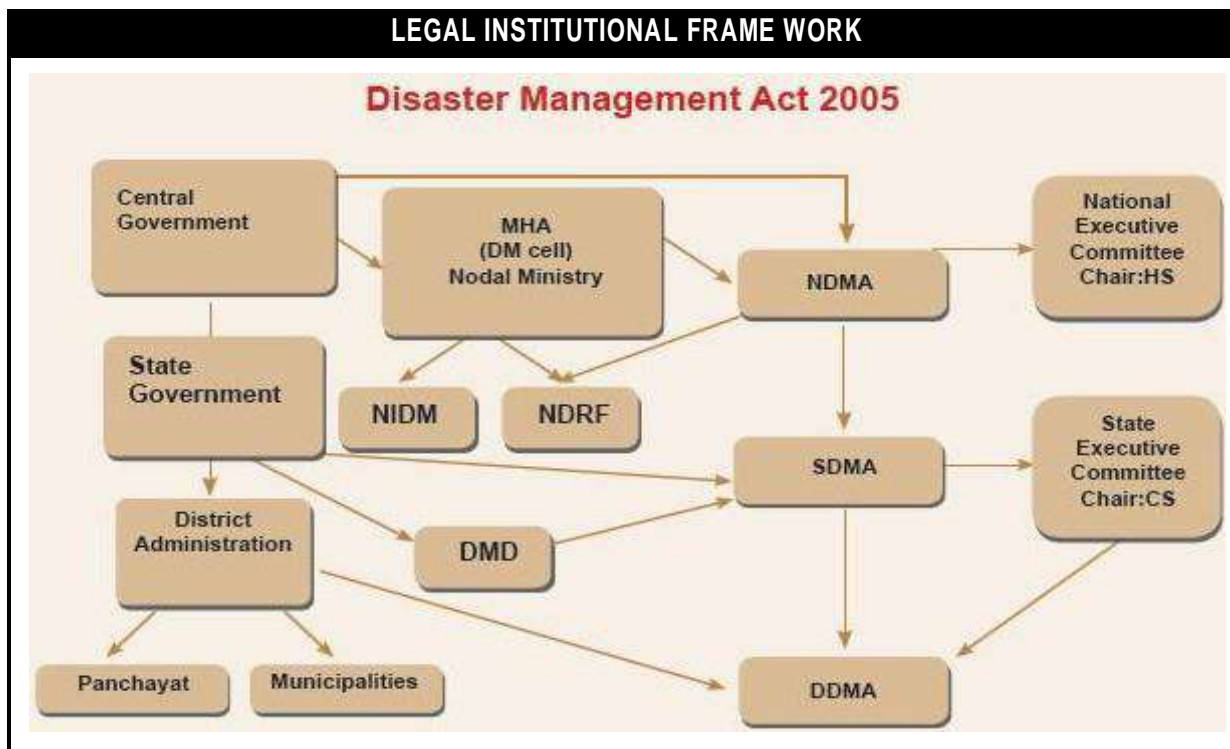 LEGAL INSTITUTIONAL FRAME WORK
Disaster Management Act 2005
Central
Government
MHA
(DM cell)
Nodal Ministry
NDMA
National
Executive
Committee
Chair:HS
State
Government
NIDM
NDRF
SDMA
State
Executive
Committee
Chair:CS
District
Administration
DMD
Panchayat
Municipalities
DDMA